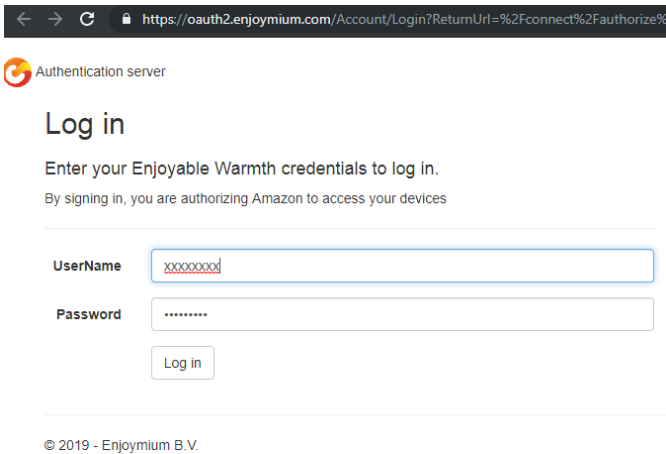 https://oauth2.enjoymium.com/Account/Login?ReturnUrl=%2Fconnect%2Fauthorize%
Authentication server
Log in
Enter your Enjoyable Warmth credentials to log in.
By signing in, you are authorizing Amazon to access your devices
UserName xxxxxxxx
Password •••••••••
Log in
© 2019 - Enjoymium B.V.